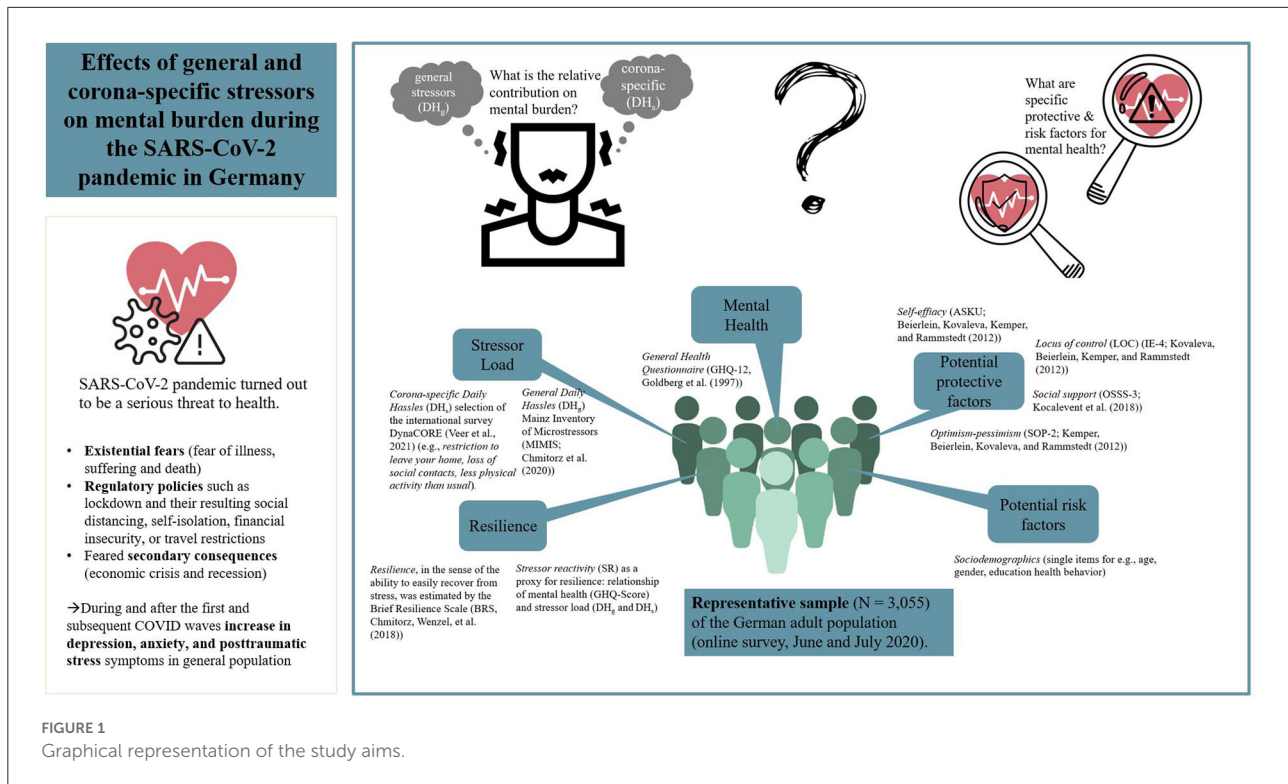 Effects of general and
corona-specific stressors
on mental burden during
the SARS-CoV-2
pandemic in Germany
SARS-CoV-2 pandemic turned out
to be a serious threat to health.
• Existential fears (fear of illness,
suffering and death)
• Regulatory policies such as
lockdown and their resulting social
distancing, self-isolation, financial
insecurity, or travel restrictions
• Feared secondary consequences
(economic crisis and recession)
→During and after the first and
subsequent COVID waves increase in
depression, anxiety, and posttraumatic
stress symptoms in general population
general
stressors
(DHg)
What is the relative
contribution on
mental burden?
corona-
specific
(DHs)
?
What are
specific
protective &
risk factors for
mental health?
Stressor
Load
Corona-specific Daily
Hassles (DHs) selection of
the international survey
DynaCORE (Veer et al.,
2021) (e.g., restriction to
leave your home, loss of
social contacts, less physical
activity than usual).
General Daily
Hassles (DHg)
Mainz Inventory
of Microstressors
(MIMIS;
Chmitorz et al.
(2020))
Mental
Health
General Health
Questionnaire (GHQ-12,
Goldberg et al. (1997))
Self-effiacy (ASKU;
Beierlein, Kovaleva, Kemper,
and Rammstedt (2012))
Potential
protective
factors
Locus of control (LOC) (IE-4; Kovaleva,
Beierlein, Kemper, and Rammstedt
(2012))
Social support (OSSS-3;
Kocalevent et al. (2018))
Optimism-pessimism (SOP-2; Kemper,
Beierlein, Kovaleva, and Rammstedt (2012))
Resilience
Resilience, in the sense of the
ability to easily recover from
stress, was estimated by the
Brief Resilience Scale (BRS,
Chmitorz, Wenzel, et al.
(2018))
Stressor reactivity (SR) as a
proxy for resilience: relationship
of mental health (GHQ-Score)
and stressor load (DHg and DHs)
Potential risk
factors
Sociodemographics (single items for e.g., age,
gender, education health behavior)
Representative sample (N = 3,055)
of the German adult population
(online survey, June and July 2020).
FIGURE 1
Graphical representation of the study aims.